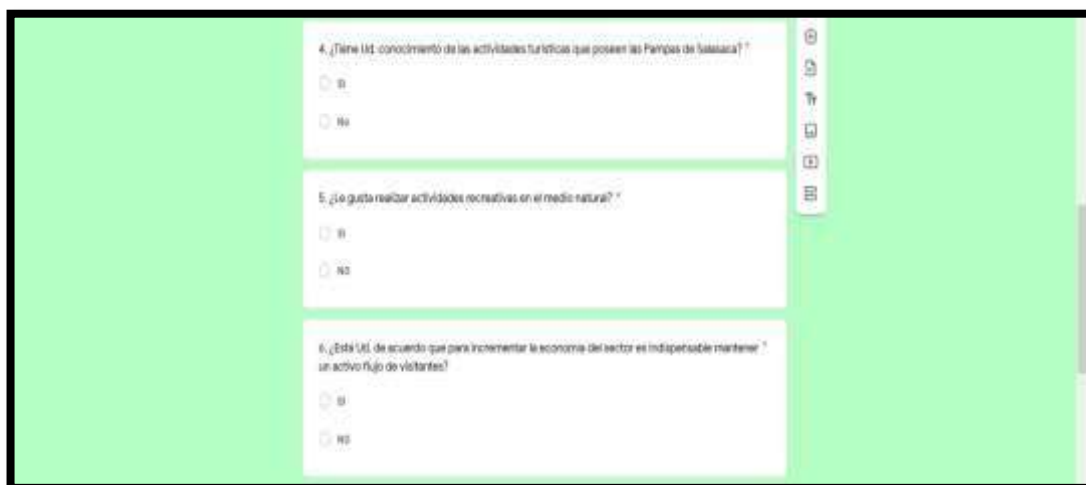 4. ¿Tiene Ud. conocimiento de las actividades turísticas que poseen las Pampas de Salasaca? *
SI
No
5. ¿Le gusta realizar actividades recreativas en el medio natural? *
SI
NO
6. ¿Está Ud. de acuerdo que para incrementar la economía del sector es indispensable mantener *
un activo flujo de visitantes?
SI
NO